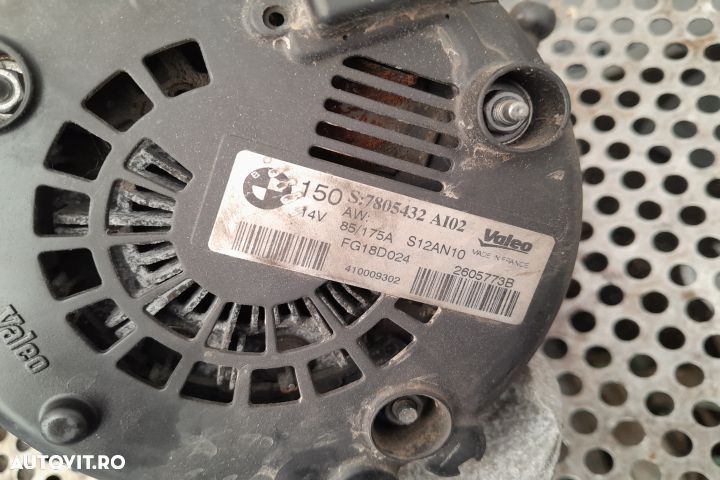 150 S:7805432 AI02
14V AW:
85/175A S12AN10
FG18D024
Valeo
MADE IN FRANCE
410009302
2605773B
Valeo
AUTOVIT.RO